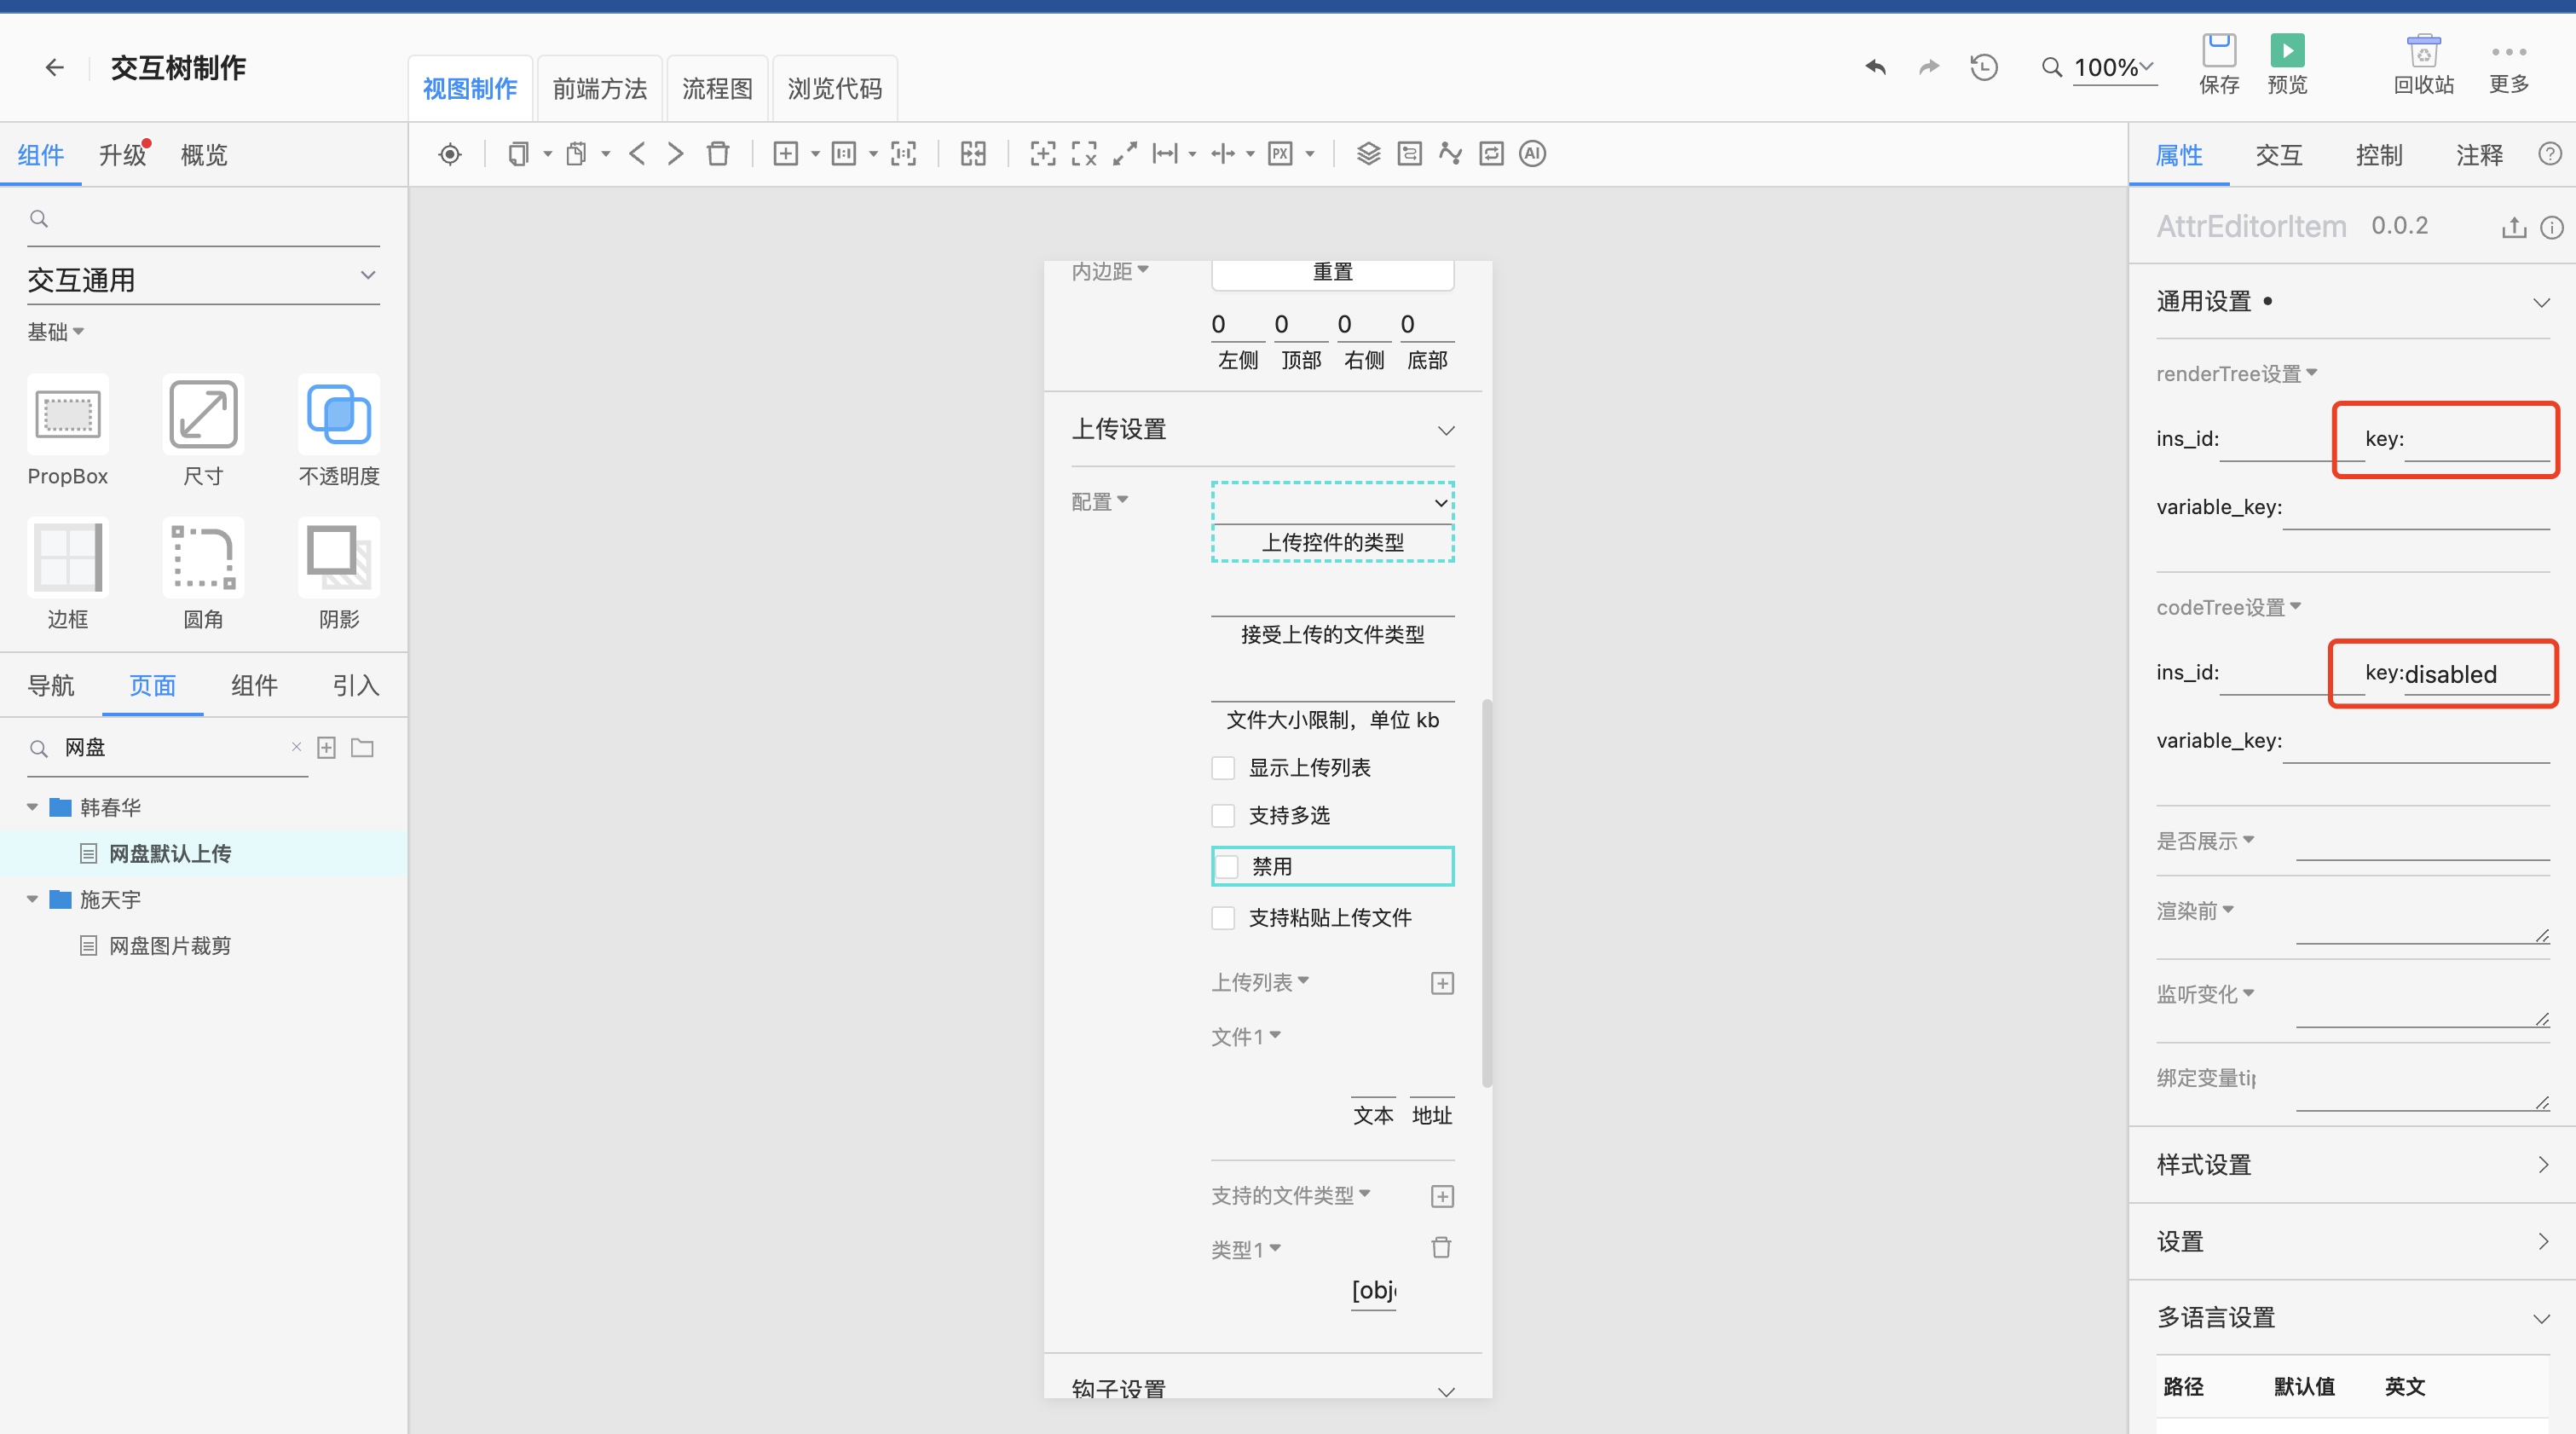 交互树制作
视图制作
前端方法
流程图
浏览代码
100%
保存
预览
回收站
更多
组件
升级
概览
交互通用
基础
PropBox
尺寸
不透明度
边框
圆角
阴影
导航
页面
组件
引入
网盘
韩春华
网盘默认上传
施天宇
网盘图片裁剪
PX
AI
内边距
重置
0 0 0 0
左侧 顶部 右侧 底部
上传设置
配置
上传控件的类型
接受上传的文件类型
文件大小限制，单位 kb
显示上传列表
支持多选
禁用
支持粘贴上传文件
上传列表
文件1
文本 地址
支持的文件类型
类型1
[obj
钩子设置
属性
交互
控制
注释
AttrEditorItem 0.0.2
通用设置 •
renderTree设置
ins_id: key:
variable_key:
codeTree设置
ins_id: key:disabled
variable_key:
是否展示
渲染前
监听变化
绑定变量tip
样式设置
设置
多语言设置
路径 默认值 英文